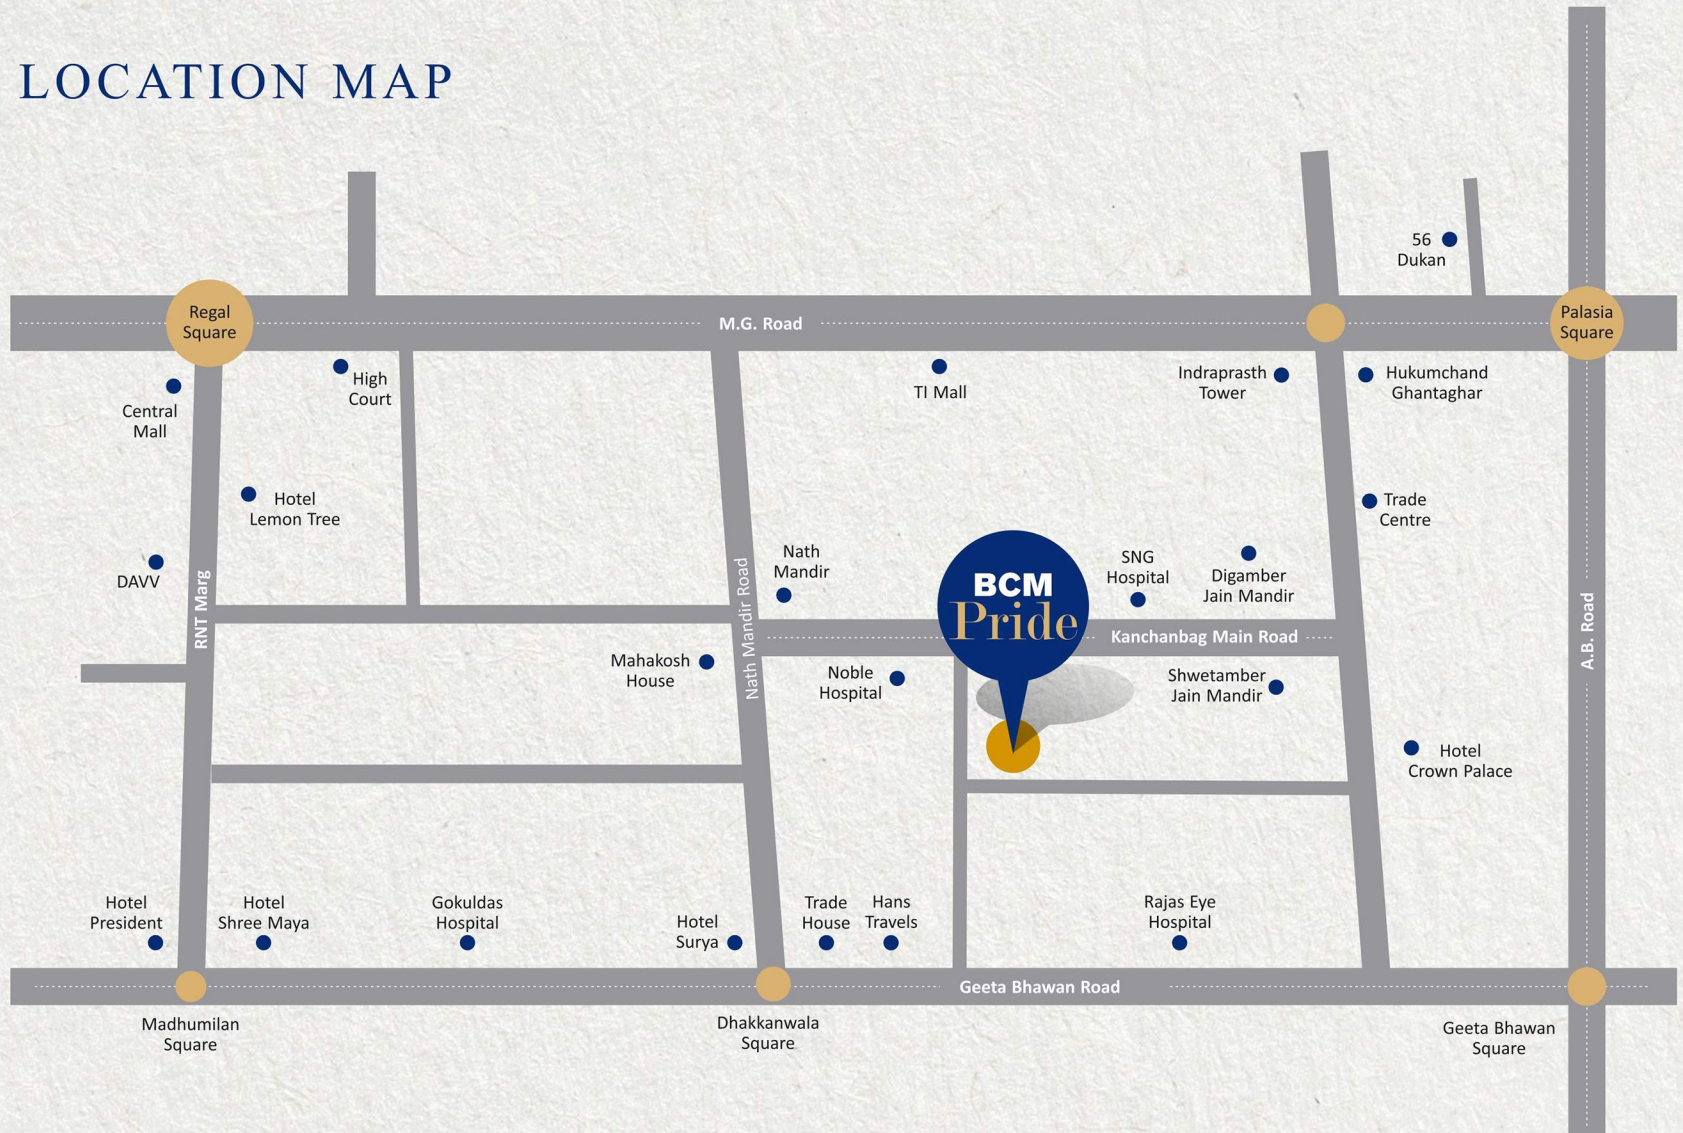 LOCATION MAP
56
Dukan
Regal
Square
M.G. Road
Palasia
Square
High
Court
Central
Mall
TI Mall
Indraprasth
Tower
Hukumchand
Ghantaghar
Hotel
Lemon Tree
Trade
Centre
DAVV
RNT Marg
Nath Mandir Road
Nath
Mandir
BCM
Pride
SNG
Hospital
Digamber
Jain Mandir
Kanchanbag Main Road
A.B. Road
Mahakosh
House
Noble
Hospital
Shwetamber
Jain Mandir
Hotel
Crown Palace
Hotel
President
Hotel
Shree Maya
Gokuldas
Hospital
Hotel
Surya
Trade
House
Hans
Travels
Rajas Eye
Hospital
Geeta Bhawan Road
Madhumilan
Square
Dhakkanwala
Square
Geeta Bhawan
Square